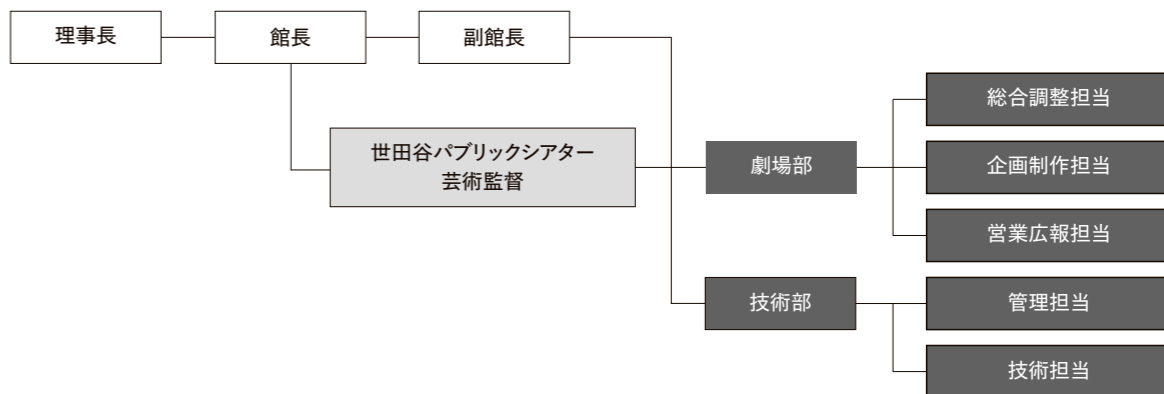 理事長
館長
副館長
世田谷パブリックシアター
芸術監督
劇場部
総合調整担当
企画制作担当
営業広報担当
技術部
管理担当
技術担当